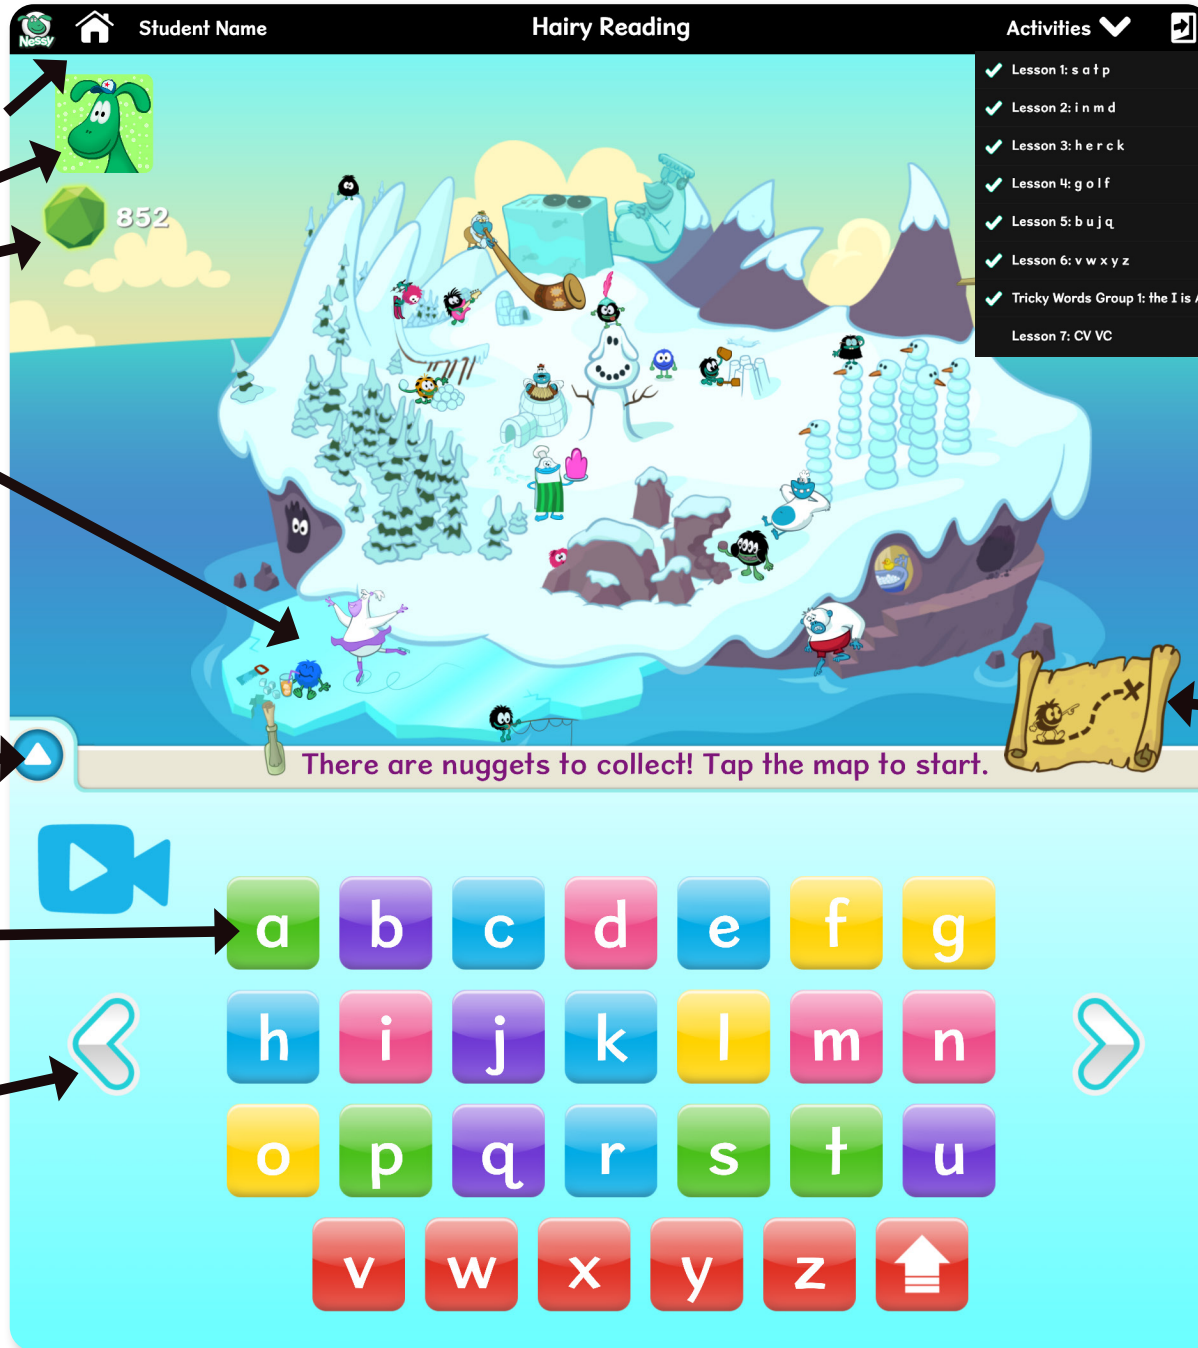 Nessy
Student Name
Hairy Reading
Activities
Lesson 1: s a t p
Lesson 2: i n m d
Lesson 3: h e r c k
Lesson 4: g o l f
Lesson 5: b u j q
Lesson 6: v w x y z
Tricky Words Group 1: the I is A
Lesson 7: CV VC
852
There are nuggets to collect! Tap the map to start.
a b c d e f g
h i j k l m n
o p q r s t u
v w x y z